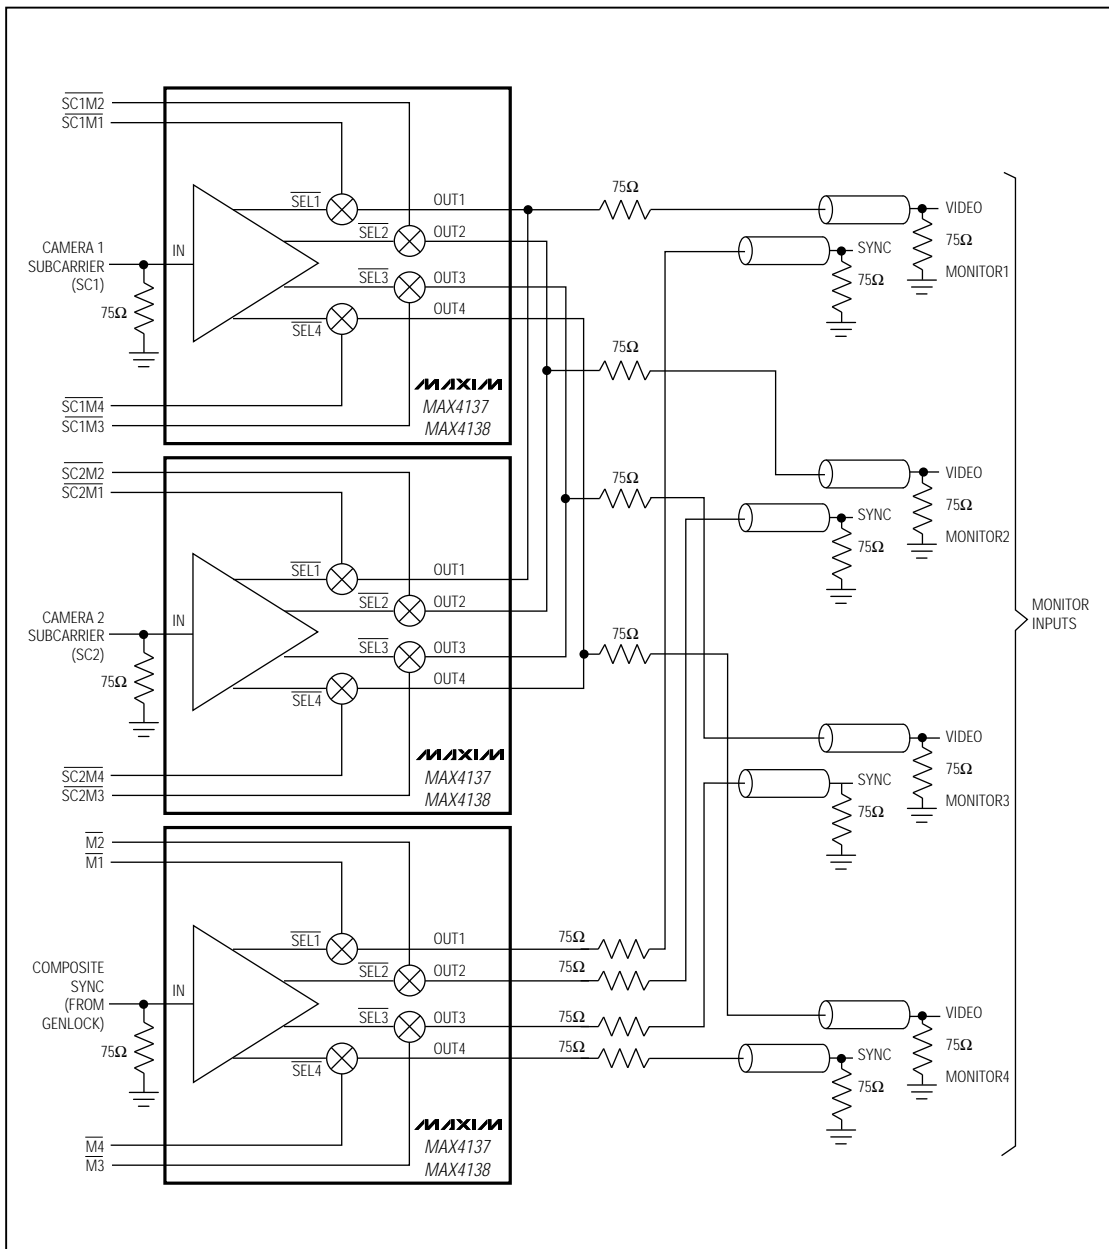 SC1M2
SC1M1
SEL1
OUT1
SEL2
OUT2
CAMERA 1
SUBCARRIER
(SC1)
IN
75Ω
SEL3
OUT3
OUT4
SEL4
SC1M4
SC1M3
MAXIM
MAX4137
MAX4138
75Ω
VIDEO
75Ω
MONITOR1
SYNC
75Ω
SC2M2
SC2M1
SEL1
OUT1
SEL2
OUT2
CAMERA 2
SUBCARRIER
(SC2)
IN
75Ω
SEL3
OUT3
OUT4
SEL4
SC2M4
SC2M3
MAXIM
MAX4137
MAX4138
75Ω
VIDEO
75Ω
MONITOR2
SYNC
75Ω
75Ω
75Ω
MONITOR
INPUTS
VIDEO
75Ω
MONITOR3
SYNC
75Ω
M2
M1
SEL1
OUT1
SEL2
OUT2
COMPOSITE
SYNC
(FROM
GENLOCK)
IN
75Ω
SEL3
OUT3
OUT4
SEL4
M4
M3
MAXIM
MAX4137
MAX4138
75Ω
75Ω
75Ω
75Ω
VIDEO
75Ω
MONITOR4
SYNC
75Ω